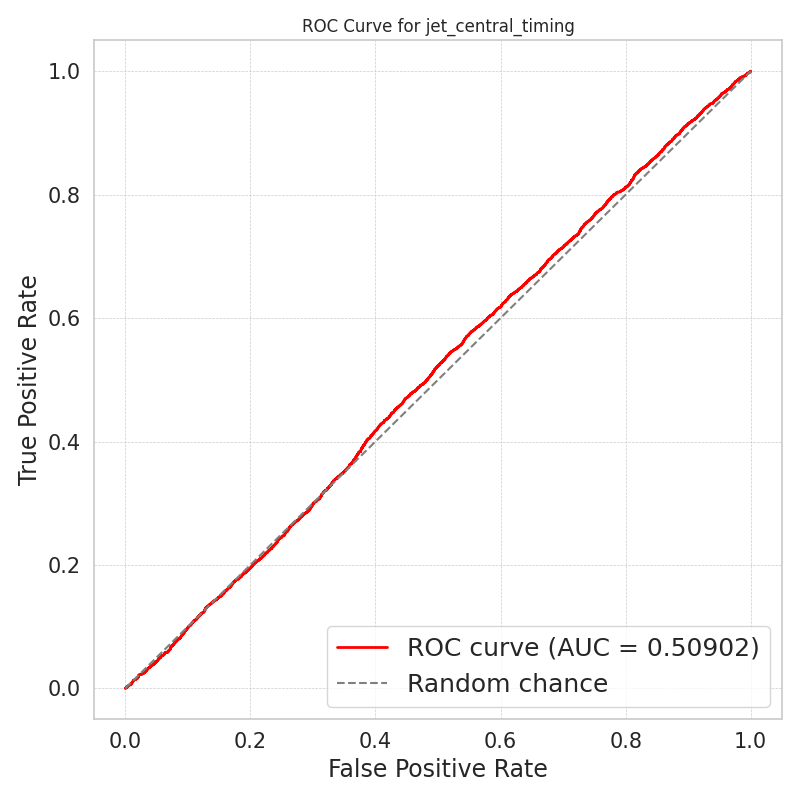 ROC Curve for jet_central_timing
1.0
0.8
0.6
0.4
0.2
0.0
True Positive Rate
ROC curve (AUC = 0.50902)
Random chance
0.0 0.2 0.4 0.6 0.8 1.0
False Positive Rate